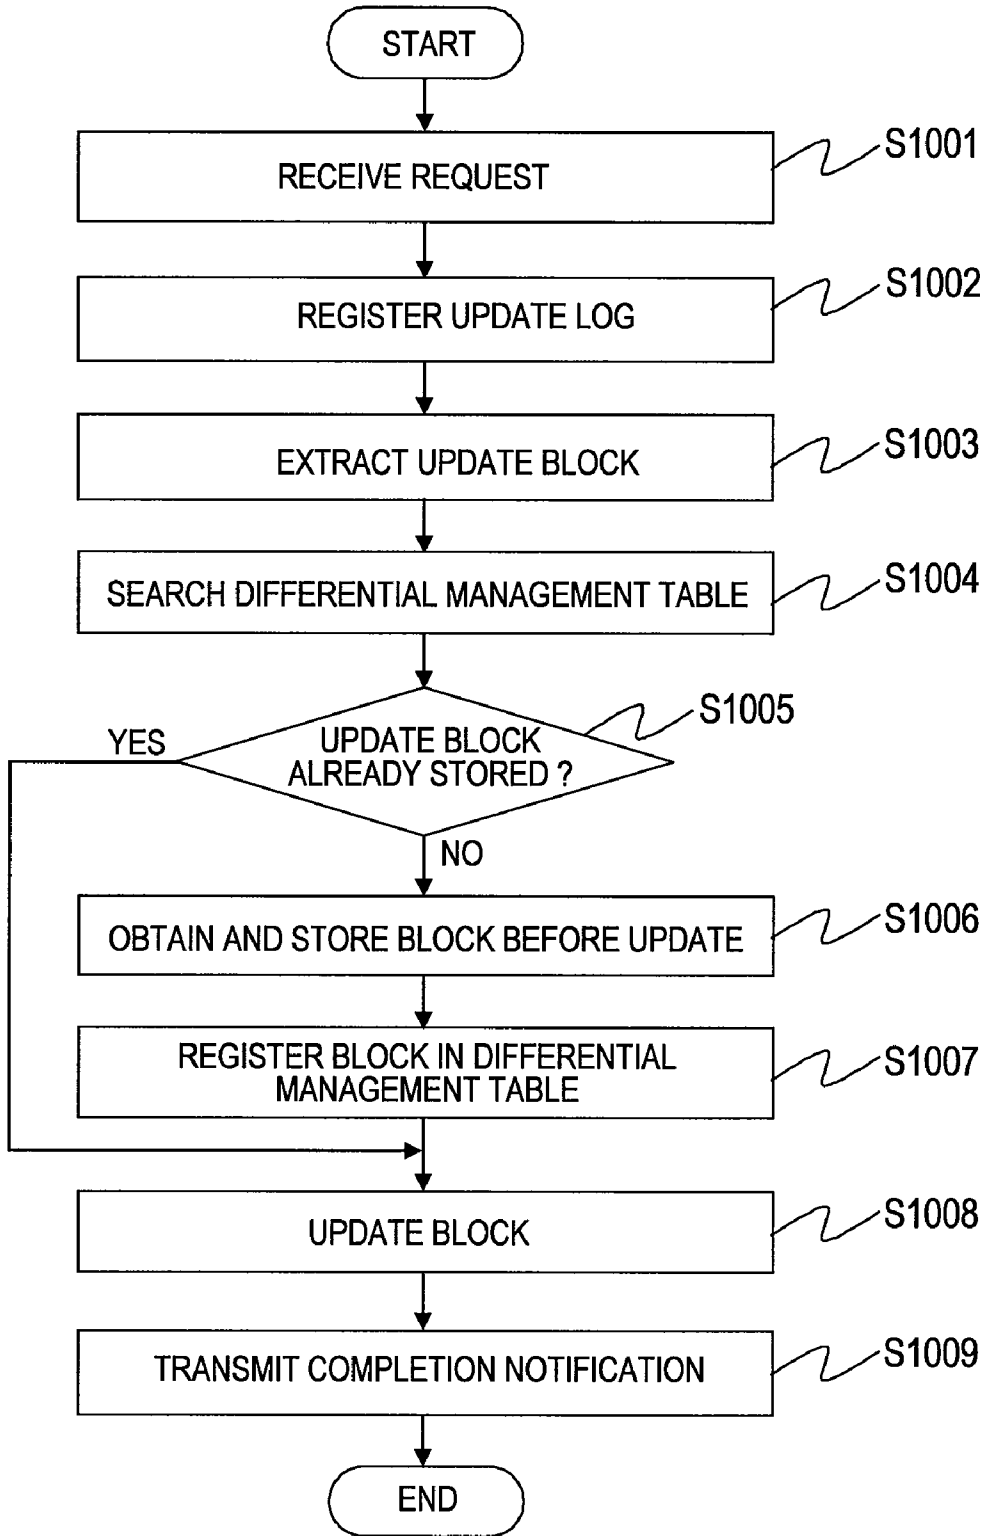 START
RECEIVE REQUEST
S1001
REGISTER UPDATE LOG
S1002
EXTRACT UPDATE BLOCK
S1003
SEARCH DIFFERENTIAL MANAGEMENT TABLE
S1004
UPDATE BLOCK
ALREADY STORED ?
S1005
YES
NO
OBTAIN AND STORE BLOCK BEFORE UPDATE
S1006
REGISTER BLOCK IN DIFFERENTIAL
MANAGEMENT TABLE
S1007
UPDATE BLOCK
S1008
TRANSMIT COMPLETION NOTIFICATION
S1009
END